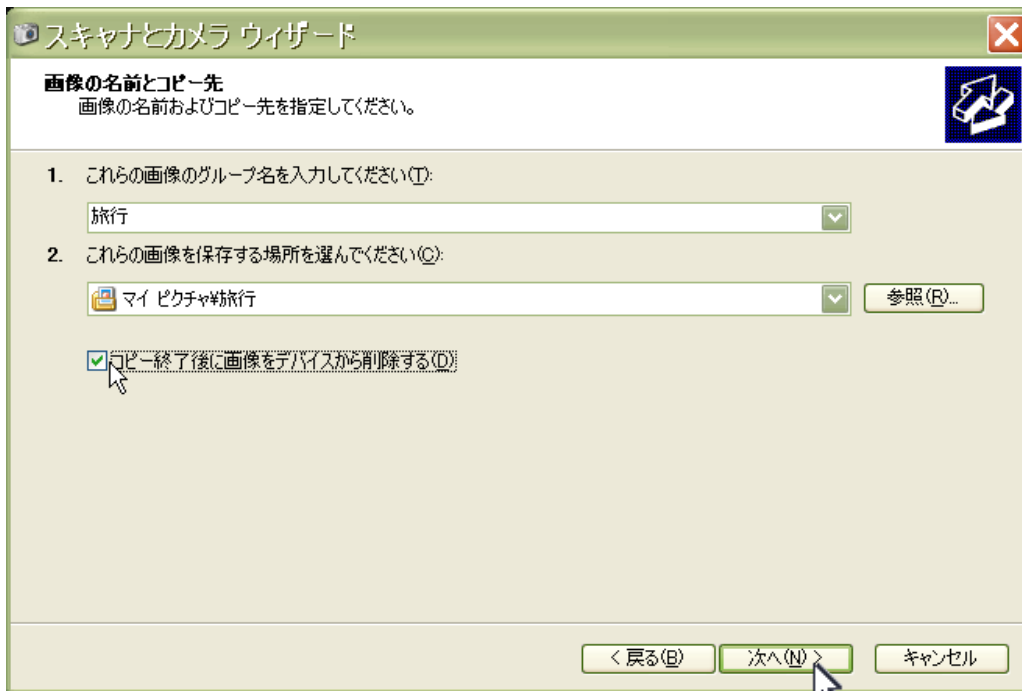 スキャナとカメラ ウィザード
画像の名前とコピー先
画像の名前およびコピー先を指定してください。
1. これらの画像のグループ名を入力してください(T):
旅行
2. これらの画像を保存する場所を選んでください(C):
マイ ピクチャ¥旅行
参照(R)...
コピー終了後に画像をデバイスから削除する(D)
< 戻る(B) 次へ(N) > キャンセル